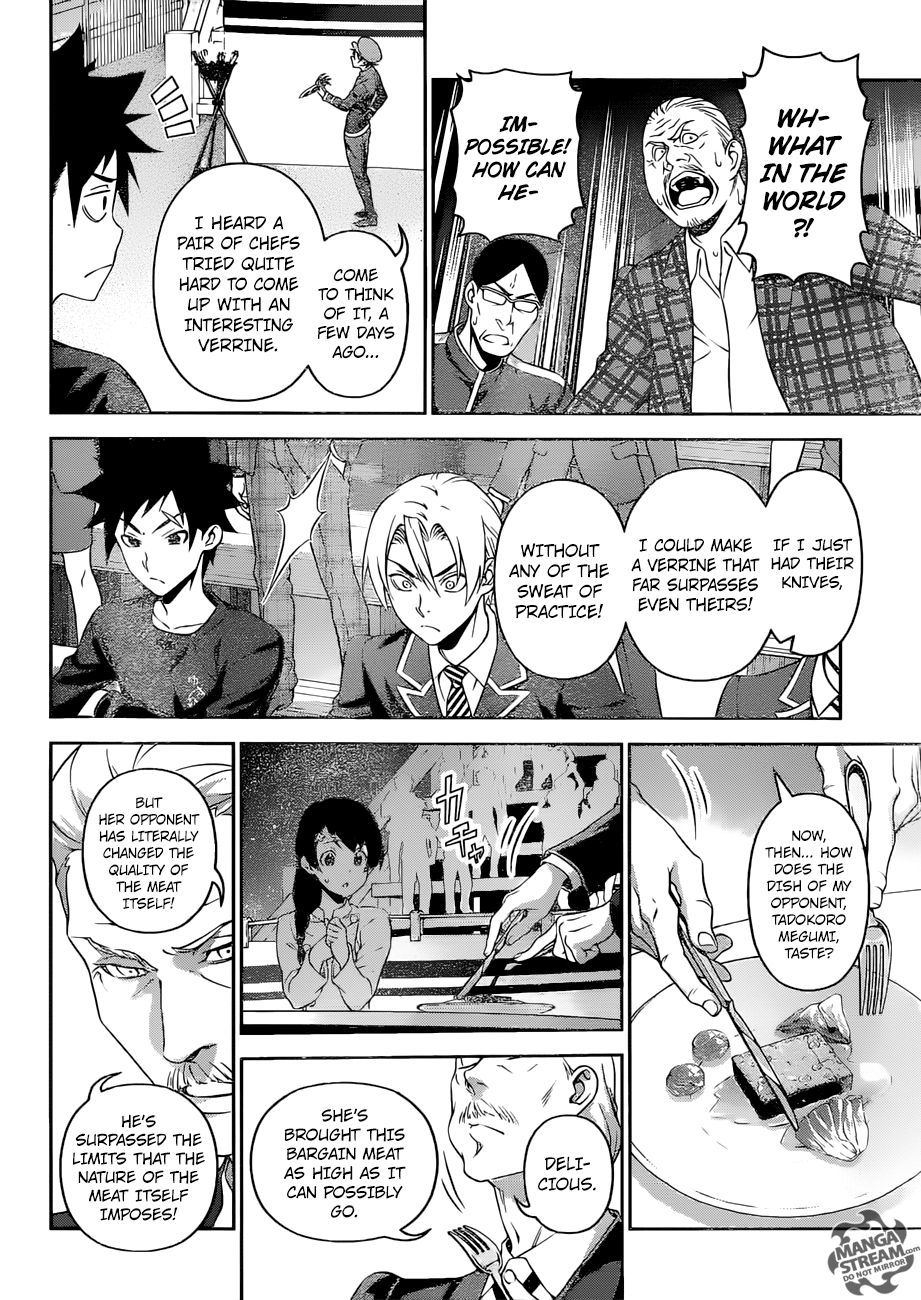 WH-
WHAT
IN THE
WORLD
?!
IM-
POSSIBLE!
HOW CAN
HE-
COME
TO THINK
OF IT, A
FEW DAYS
AGO...
I HEARD A
PAIR OF CHEFS
TRIED QUITE
HARD TO COME
UP WITH AN
INTERESTING
VERRINE.
IF I JUST
HAD THEIR
KNIVES,
I COULD MAKE
A VERRINE THAT
FAR SURPASSES
EVEN THEIRS!
WITHOUT
ANY OF THE
SWEAT OF
PRACTICE!
NOW,
THEN... HOW
DOES THE
DISH OF MY
OPPONENT,
TADOKORO
MEGUMI,
TASTE?
カチャ
DELI-
CIOUS.
SHE'S
BROUGHT THIS
BARGAIN MEAT
AS HIGH AS IT
CAN POSSIBLY
GO.
BUT
HER OPPONENT
HAS LITERALLY
CHANGED THE
QUALITY OF
THE MEAT
ITSELF!
HE'S
SURPASSED THE
LIMITS THAT THE
NATURE OF THE
MEAT ITSELF
IMPOSES!
MANGA
STREAM.com
DO NOT MIRROR